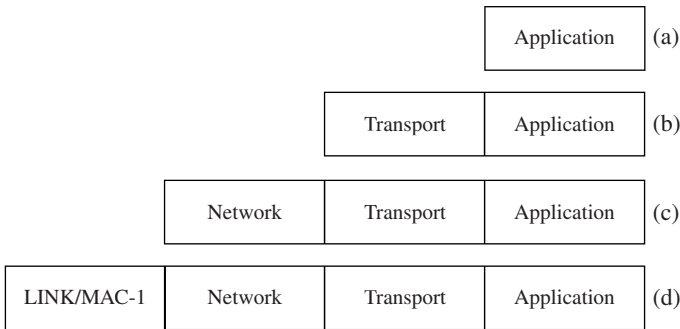 Application (a)
Transport Application (b)
Network Transport Application (c)
LINK/MAC-1 Network Transport Application (d)